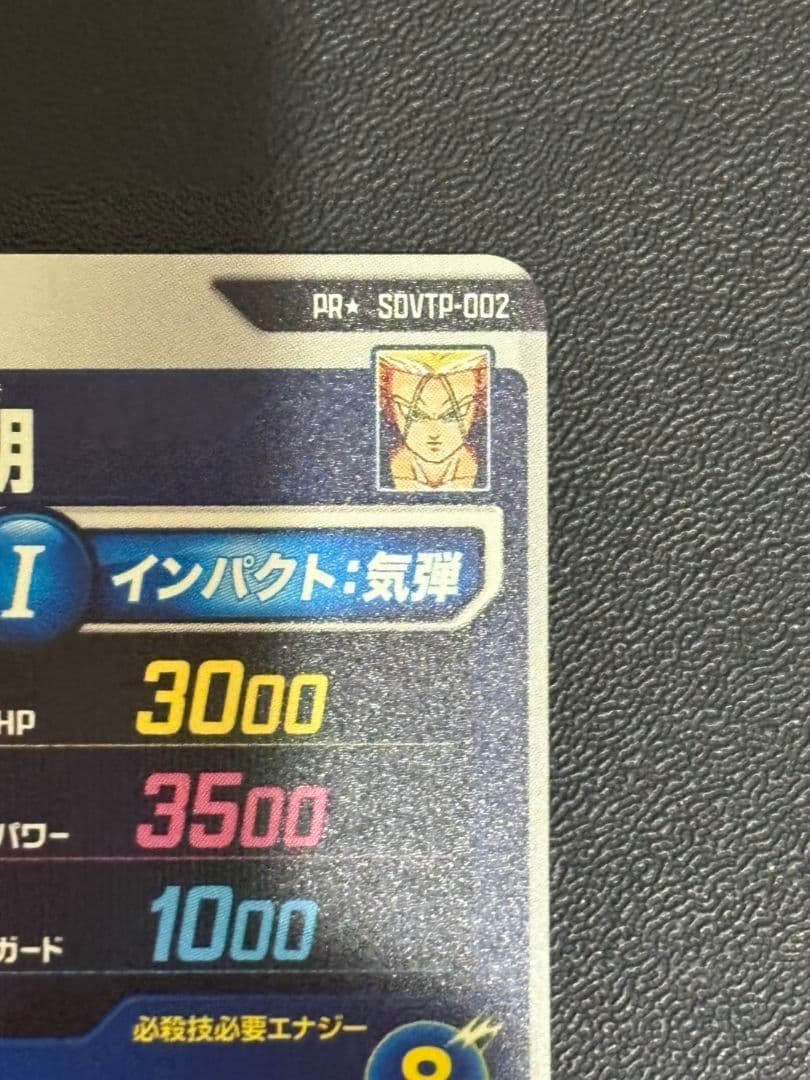 PR★ SDVTP-002
期
I インパクト:気弾
HP 3000
パワー 3500
ガード 1000
必殺技必要エナジー